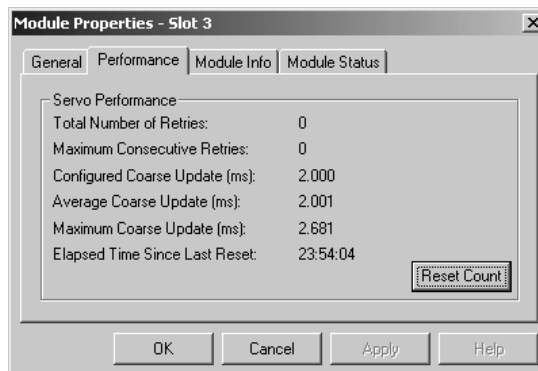 Module Properties - Slot 3
General Performance Module Info Module Status
Servo Performance
Total Number of Retries: 0
Maximum Consecutive Retries: 0
Configured Coarse Update (ms): 2.000
Average Coarse Update (ms): 2.001
Maximum Coarse Update (ms): 2.681
Elapsed Time Since Last Reset: 23:54:04
Reset Count
OK Cancel Apply Help